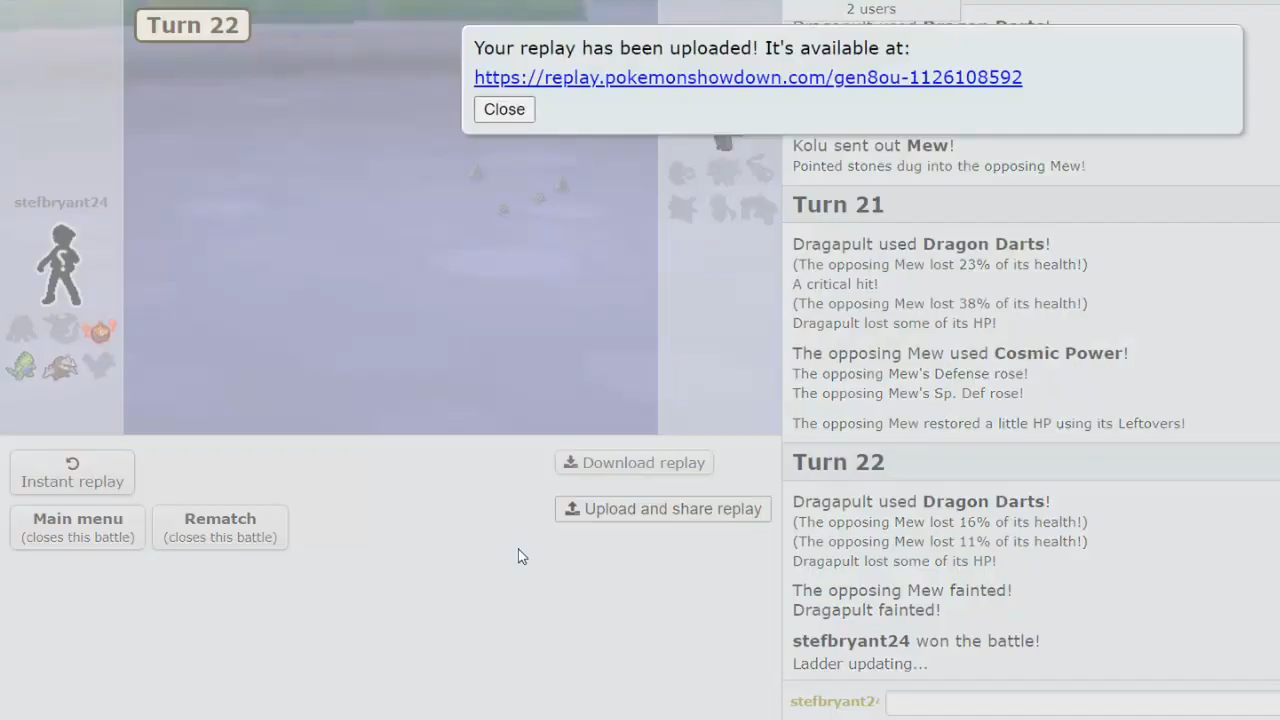 Turn 22
2 users
Your replay has been uploaded! It's available at:
https://replay.pokemonshowdown.com/gen8ou-1126108592
Close
Dragapult used Dragon Darts!
Kolu sent out Mew!
Pointed stones dug into the opposing Mew!
stefbryant24
Turn 21
Dragapult used Dragon Darts!
(The opposing Mew lost 23% of its health!)
A critical hit!
(The opposing Mew lost 38% of its health!)
Dragapult lost some of its HP!
The opposing Mew used Cosmic Power!
The opposing Mew's Defense rose!
The opposing Mew's Sp. Def rose!
The opposing Mew restored a little HP using its Leftovers!
Turn 22
Dragapult used Dragon Darts!
(The opposing Mew lost 16% of its health!)
(The opposing Mew lost 11% of its health!)
Dragapult lost some of its HP!
The opposing Mew fainted!
Dragapult fainted!
stefbryant24 won the battle!
Ladder updating...
Instant replay
Download replay
Upload and share replay
Main menu
(closes this battle)
Rematch
(closes this battle)
stefbryant2